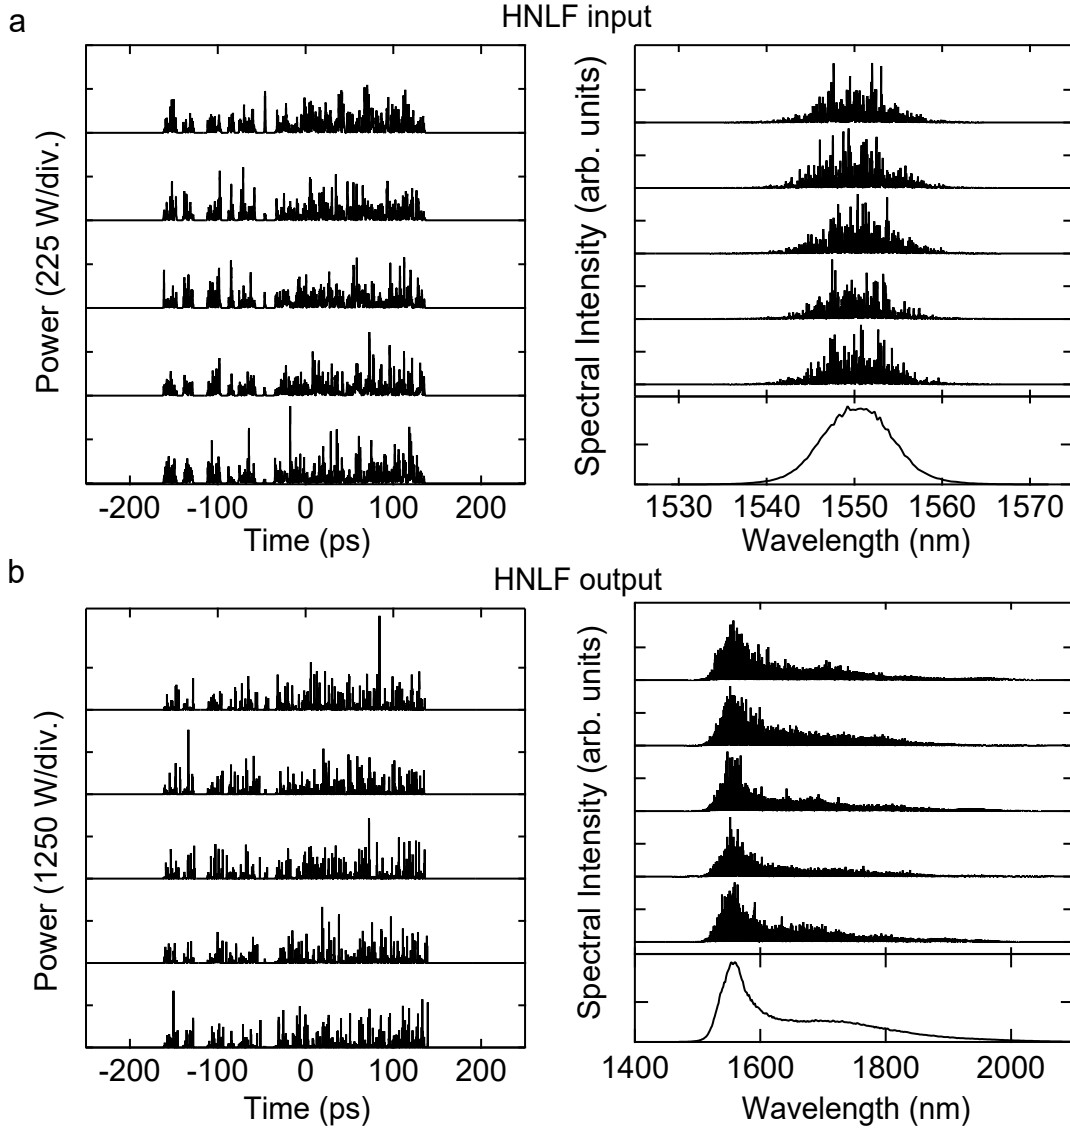 a
HNLF input
Power (225 W/div.)
Spectral Intensity (arb. units)
-200 -100 0 100 200
1530 1540 1550 1560 1570
Time (ps)
Wavelength (nm)
b
HNLF output
Power (1250 W/div.)
Spectral Intensity (arb. units)
-200 -100 0 100 200
1400 1600 1800 2000
Time (ps)
Wavelength (nm)